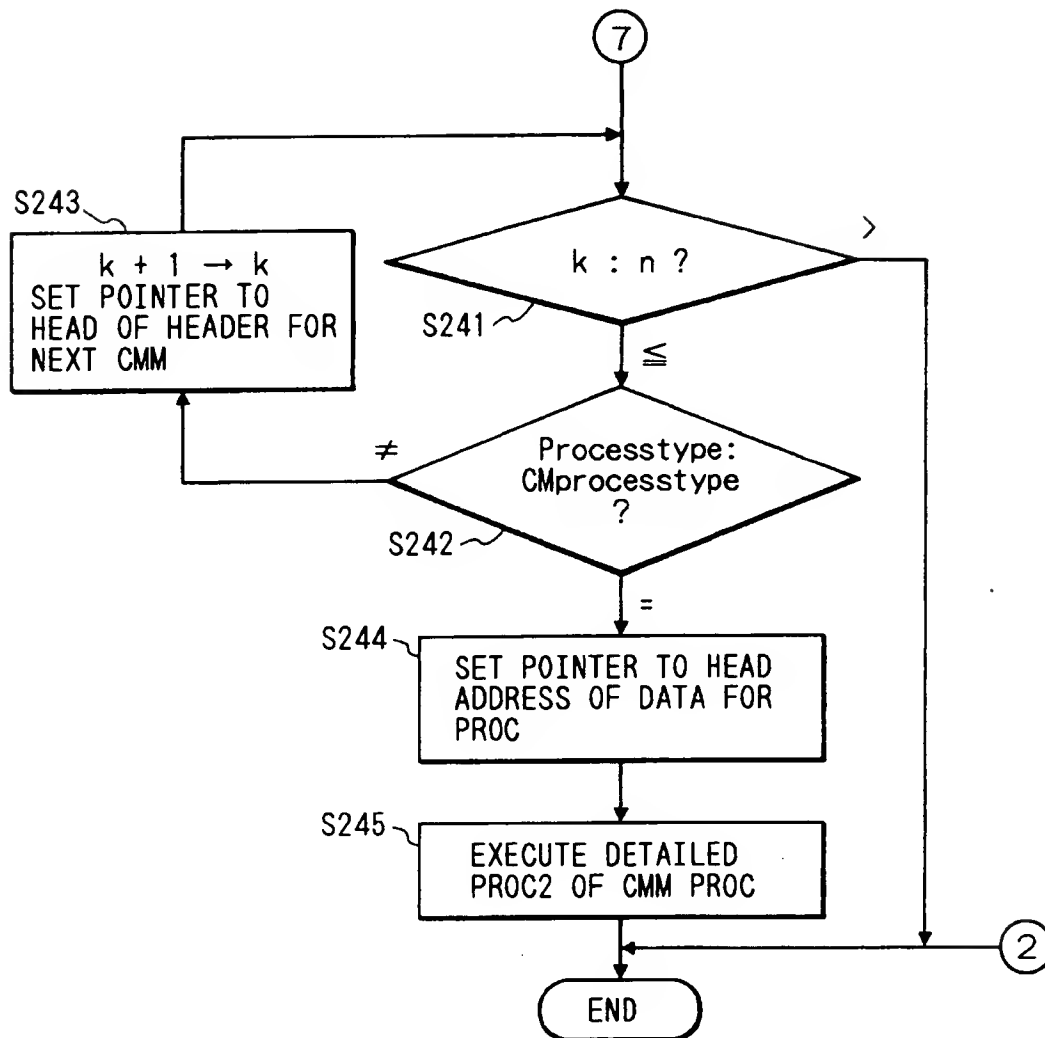 7
S243
k + 1 → k
SET POINTER TO
HEAD OF HEADER FOR
NEXT CMM
k : n ?
>
S241
≦
Processtype:
CMprocesstype
?
≠
S242
=
S244
SET POINTER TO HEAD
ADDRESS OF DATA FOR
PROC
S245
EXECUTE DETAILED
PROC2 OF CMM PROC
2
END